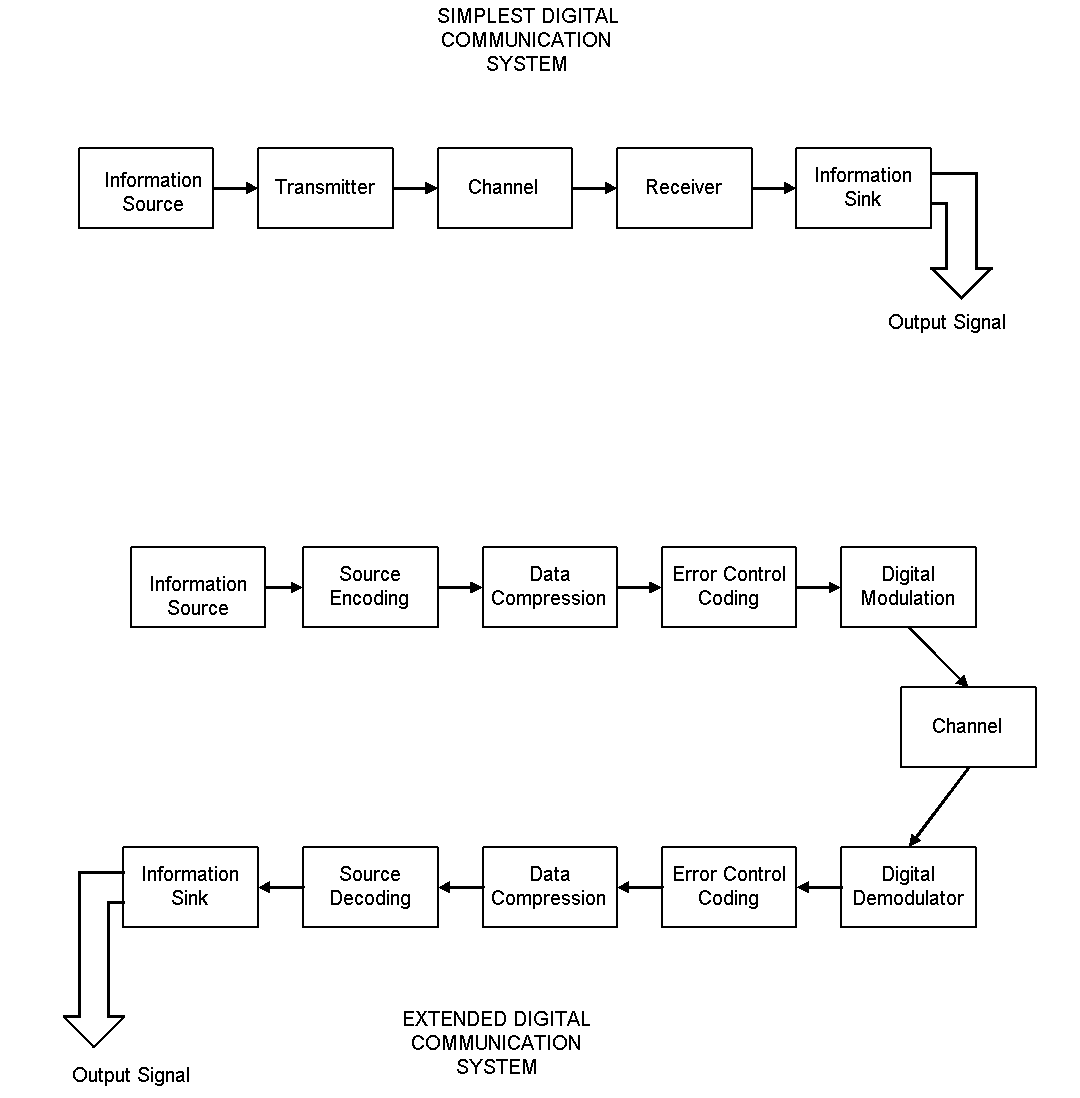 SIMPLEST DIGITAL
COMMUNICATION
SYSTEM
Information
Source
Transmitter
Channel
Receiver
Information
Sink
Output Signal
Information
Source
Source
Encoding
Data
Compression
Error Control
Coding
Digital
Modulation
Channel
Digital
Demodulator
Error Control
Coding
Data
Compression
Source
Decoding
Information
Sink
Output Signal
EXTENDED DIGITAL
COMMUNICATION
SYSTEM